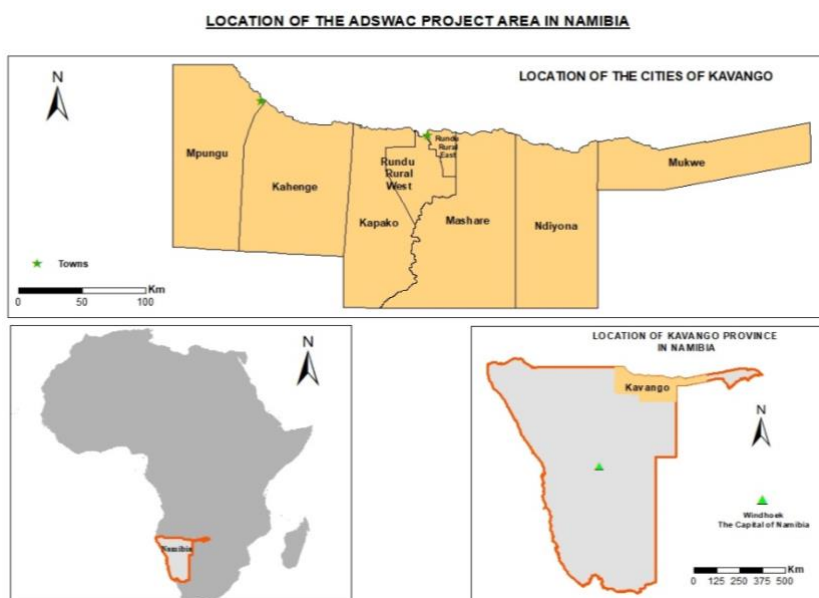 LOCATION OF THE ADSWAC PROJECT AREA IN NAMIBIA
N
LOCATION OF THE CITIES OF KAVANGO
Mpungu
Kahenge
Rundu
Rural
West
Rundu
Rural
East
Kapako
Mashare
Ndiyona
Mukwe
Towns
Km
0 50 100
N
Namibia
LOCATION OF KAVANGO PROVINCE
IN NAMIBIA
Kavango
N
Windhoek
The Capital of Namibia
Km
0 125 250 375 500